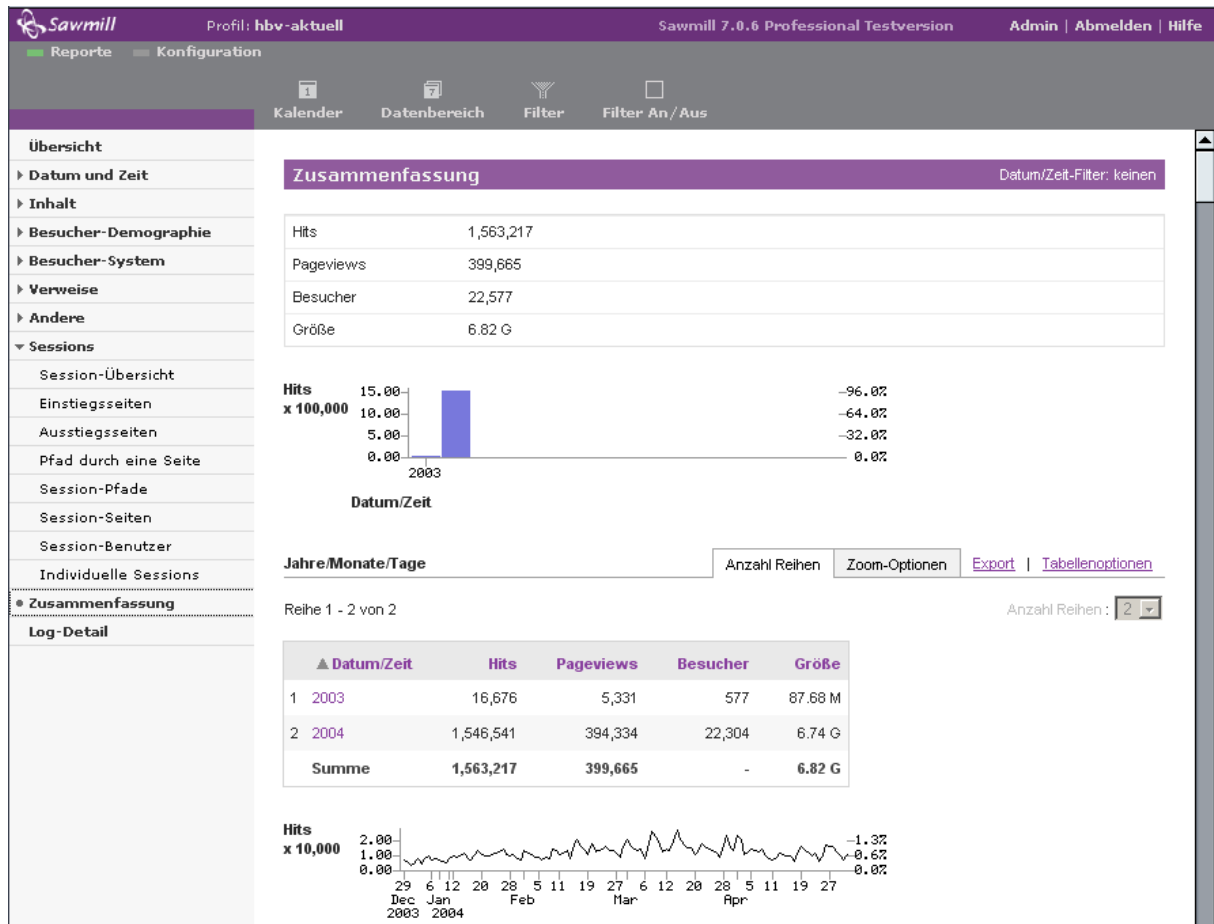 Sawmill Profil: hbv-aktuell Sawmill 7.0.6 Professional Testversion Admin | Abmelden | Hilfe
Reporte Konfiguration
1 7
Kalender Datenbereich Filter Filter An/Aus
Übersicht
Datum und Zeit
Inhalt
Besucher-Demographie
Besucher-System
Verweise
Andere
Sessions
Session-Übersicht
Einstiegsseiten
Ausstiegsseiten
Pfad durch eine Seite
Session-Pfade
Session-Seiten
Session-Benutzer
Individuelle Sessions
Zusammenfassung
Log-Detail
Zusammenfassung Datum/Zeit-Filter: keinen
Hits 1,563,217
Pageviews 399,665
Besucher 22,577
Größe 6.82 G
Hits
x 100,000
15.00 96.0%
10.00 64.0%
5.00 32.0%
0.00 0.0%
2003
Datum/Zeit
Jahre/Monate/Tage Anzahl Reihen Zoom-Optionen Export | Tabellenoptionen
Reihe 1 - 2 von 2 Anzahl Reihen : 2
Datum/Zeit Hits Pageviews Besucher Größe
1 2003 16,676 5,331 577 87.68 M
2 2004 1,546,541 394,334 22,304 6.74 G
Summe 1,563,217 399,665 - 6.82 G
Hits
x 10,000
2.00 1.3%
1.00 0.6%
0.00 0.0%
29 6 12 20 28 5 11 19 27 6 12 20 28 5 11 19 27
Dec Jan Feb Mar Apr
2003 2004